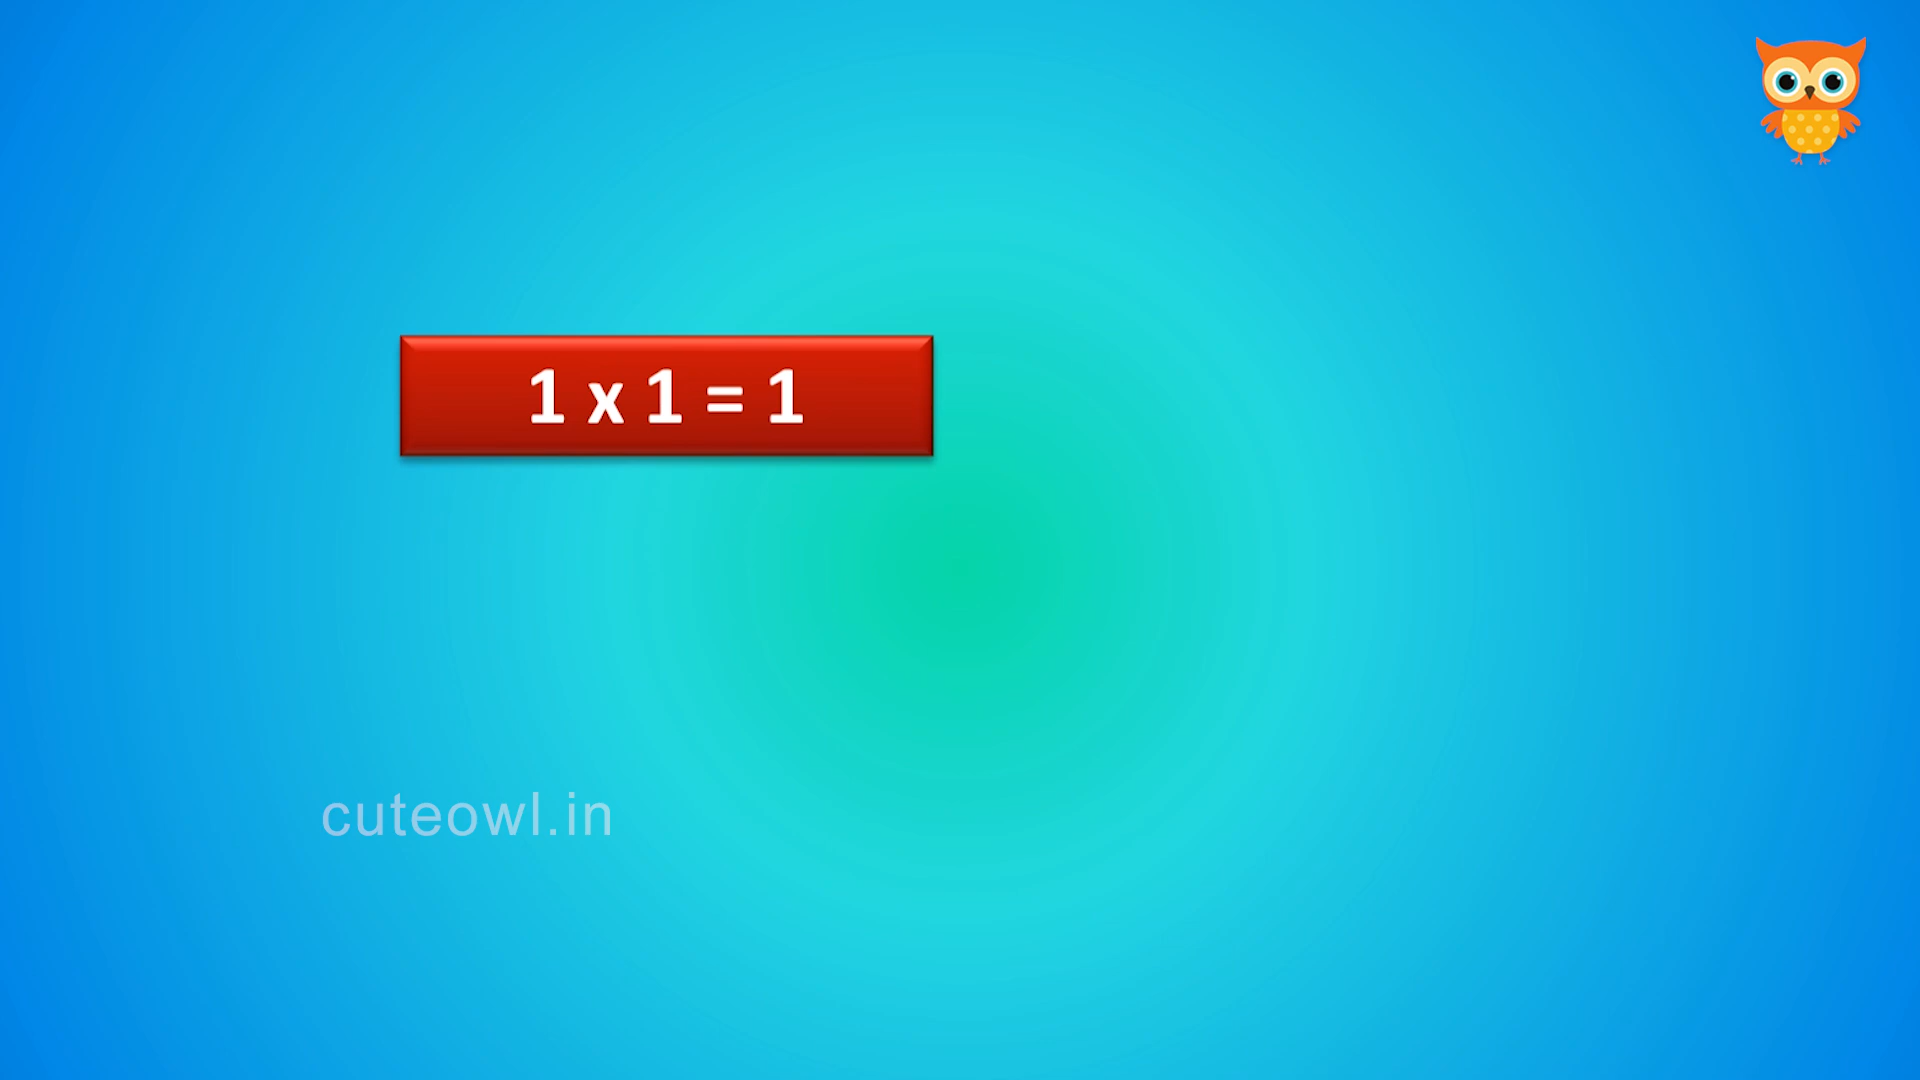 1 x 1 = 1
cuteowl.in